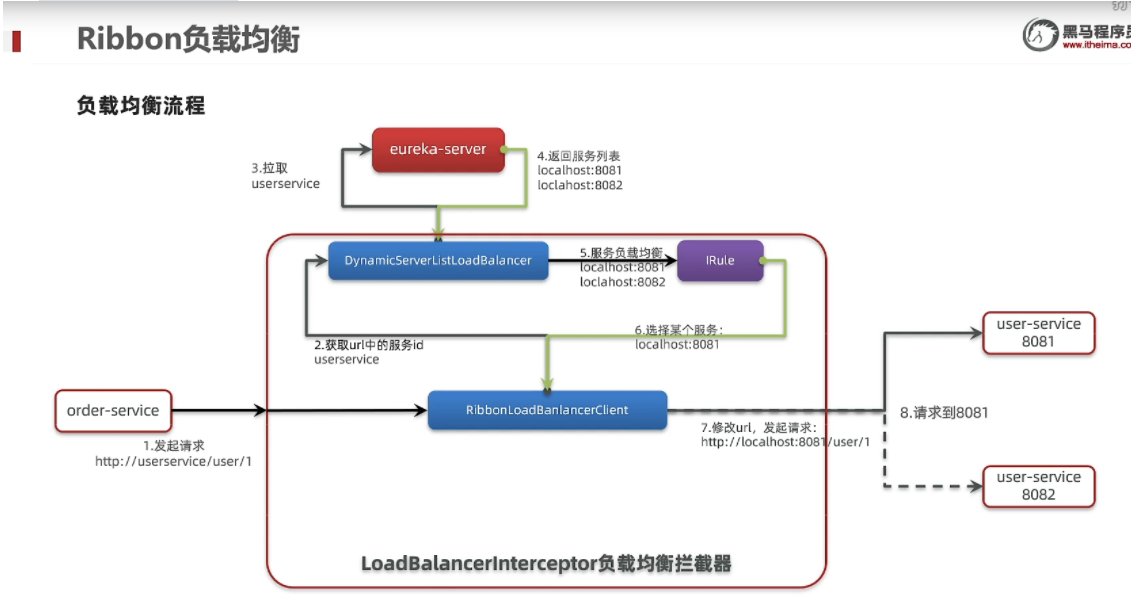 Ribbon负载均衡
黑马程序员
www.itheima.co
负载均衡流程
eureka-server
3.拉取
userservice
4.返回服务列表
localhost:8081
loclahost:8082
DynamicServerListLoadBalancer
5.服务负载均衡
localhost:8081
loclahost:8082
IRule
2.获取url中的服务id
userservice
6.选择某个服务：
localhost:8081
user-service
8081
order-service
RibbonLoadBanlancerClient
8.请求到8081
1.发起请求
http://userservice/user/1
7.修改url，发起请求：
http://localhost:8081/user/1
user-service
8082
LoadBalancerInterceptor负载均衡拦截器